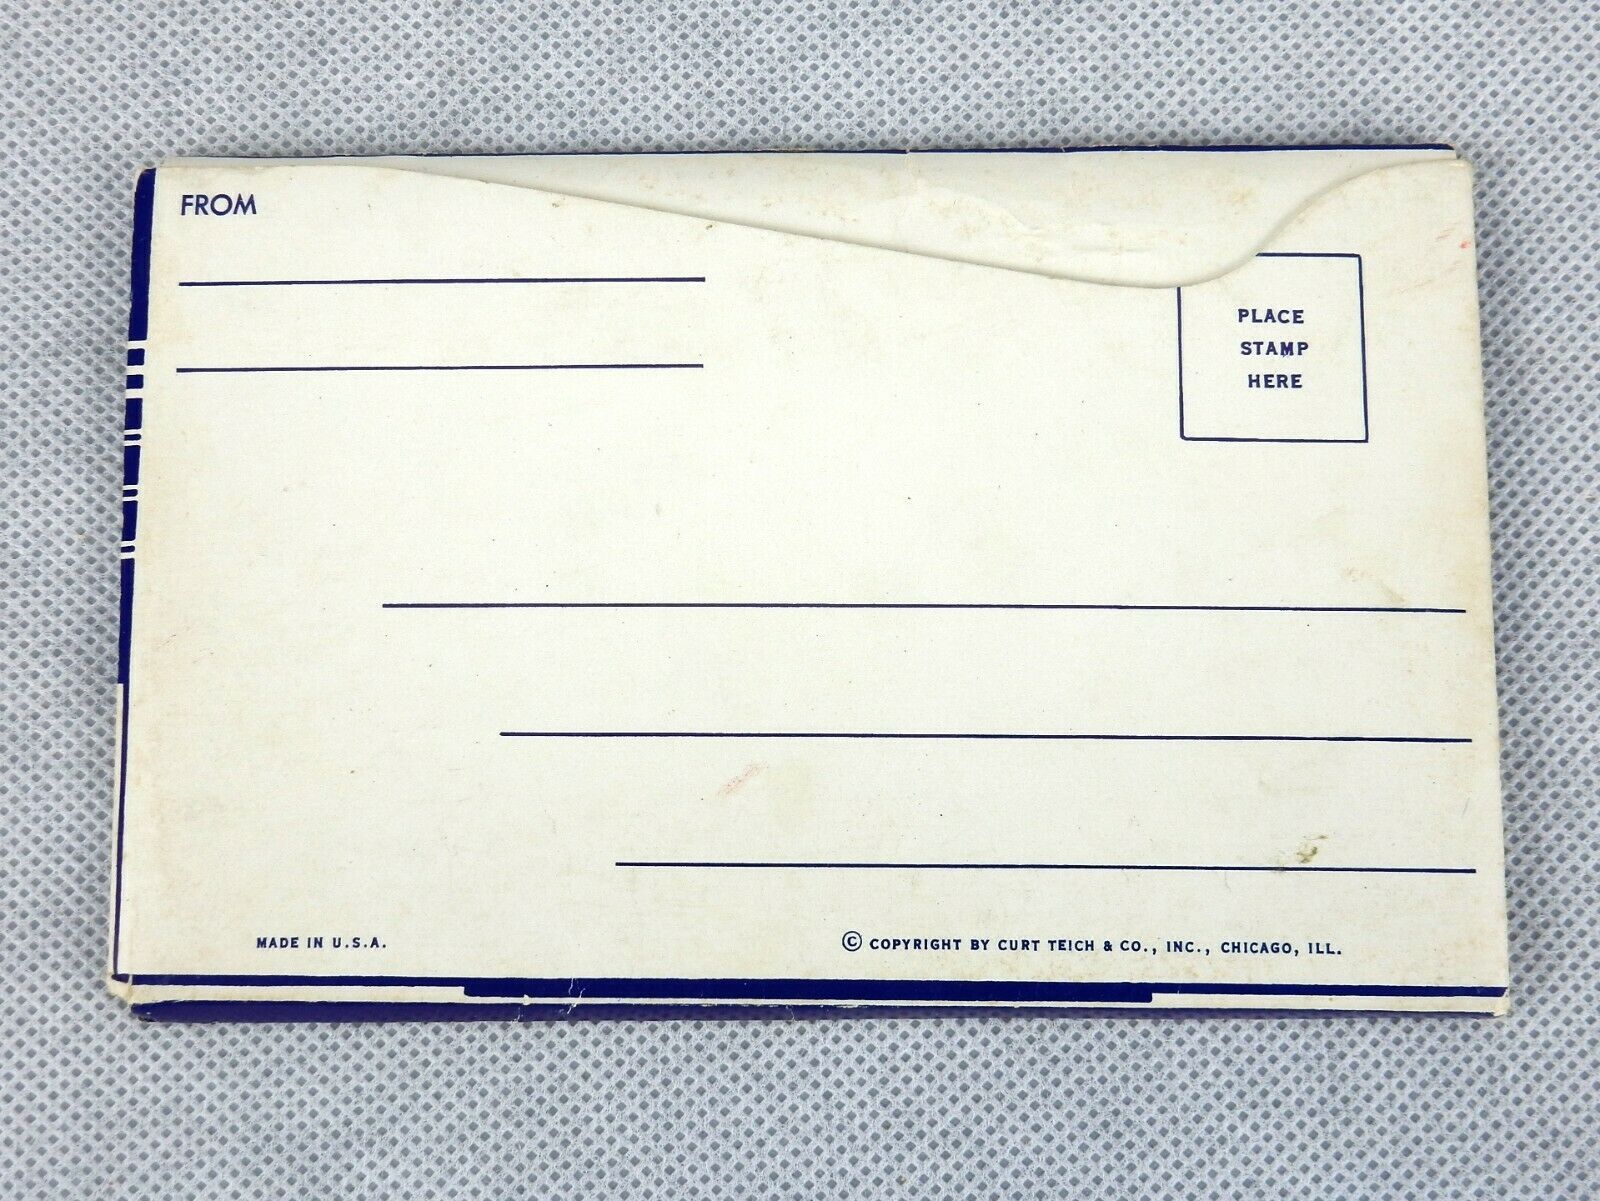 FROM
PLACE
STAMP
HERE
MADE IN U.S.A.
© COPYRIGHT BY CURT TEICH & CO., INC., CHICAGO, ILL.